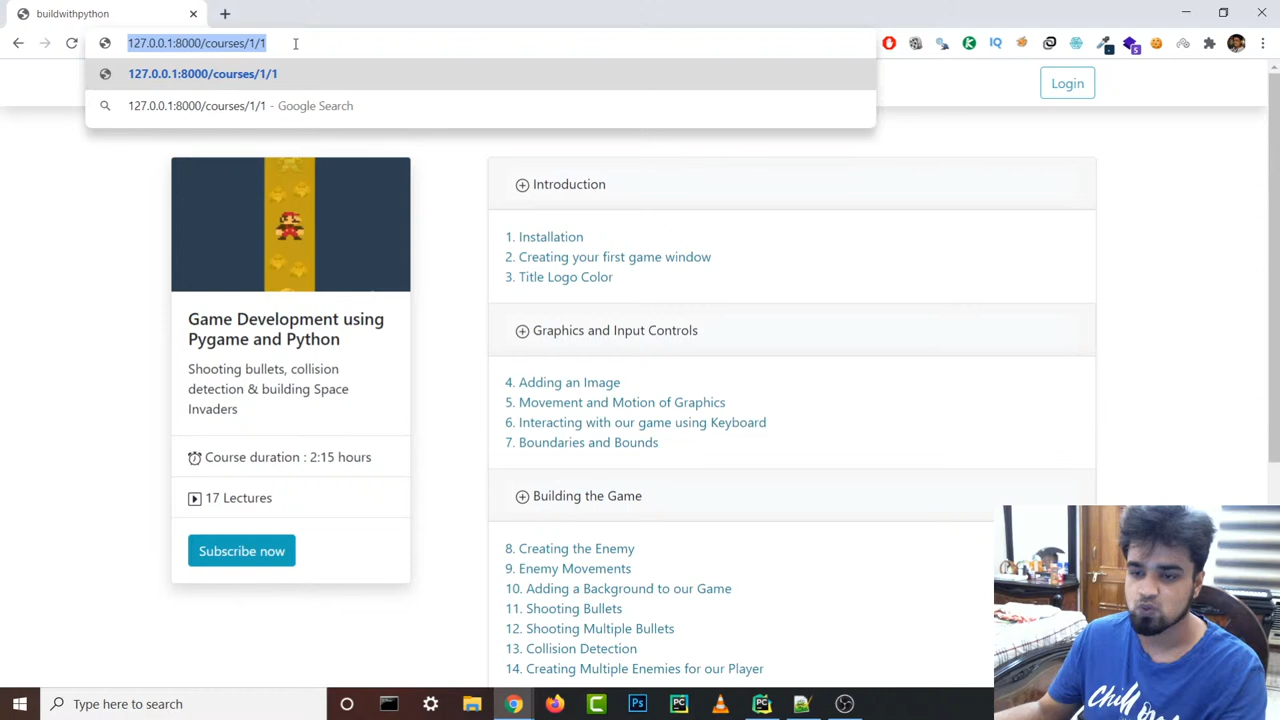 buildwithpython
127.0.0.1:8000/courses/1/1
127.0.0.1:8000/courses/1/1
127.0.0.1:8000/courses/1/1 - Google Search
IQ
5
Login
Introduction
1. Installation
2. Creating your first game window
3. Title Logo Color
Game Development using
Pygame and Python
Shooting bullets, collision
detection & building Space
Invaders
Course duration : 2:15 hours
17 Lectures
Subscribe now
Graphics and Input Controls
4. Adding an Image
5. Movement and Motion of Graphics
6. Interacting with our game using Keyboard
7. Boundaries and Bounds
Building the Game
8. Creating the Enemy
9. Enemy Movements
10. Adding a Background to our Game
11. Shooting Bullets
12. Shooting Multiple Bullets
13. Collision Detection
14. Creating Multiple Enemies for our Player
Type here to search
Ps
PC
PC